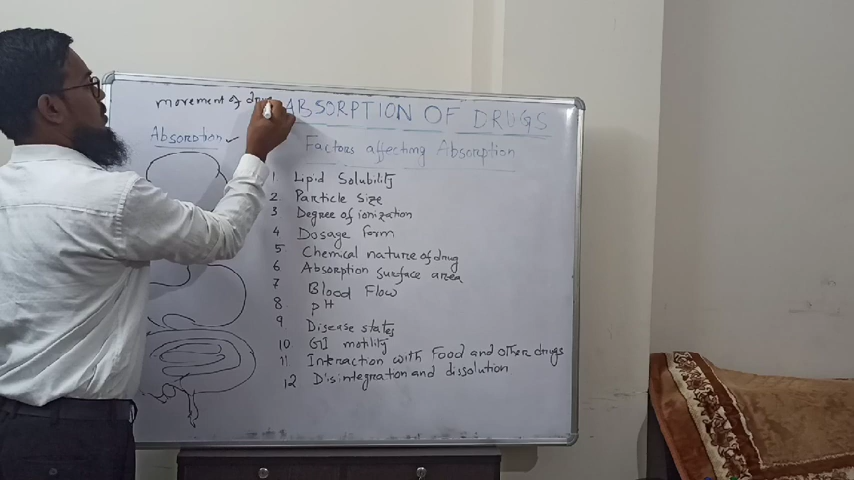 movement of drug
ABSORPTION OF DRUGS
Absorption ✓
Factors affecting Absorption
1 Lipid Solubility
2 Particle Size
3 Degree of ionization
4 Dosage form
5. Chemical nature of drug
6 Absorption surface area
7 Blood Flow
8. pH
9 Disease states
10 GI motility
11 Interaction with Food and other drugs
12 Disintegration and dissolution